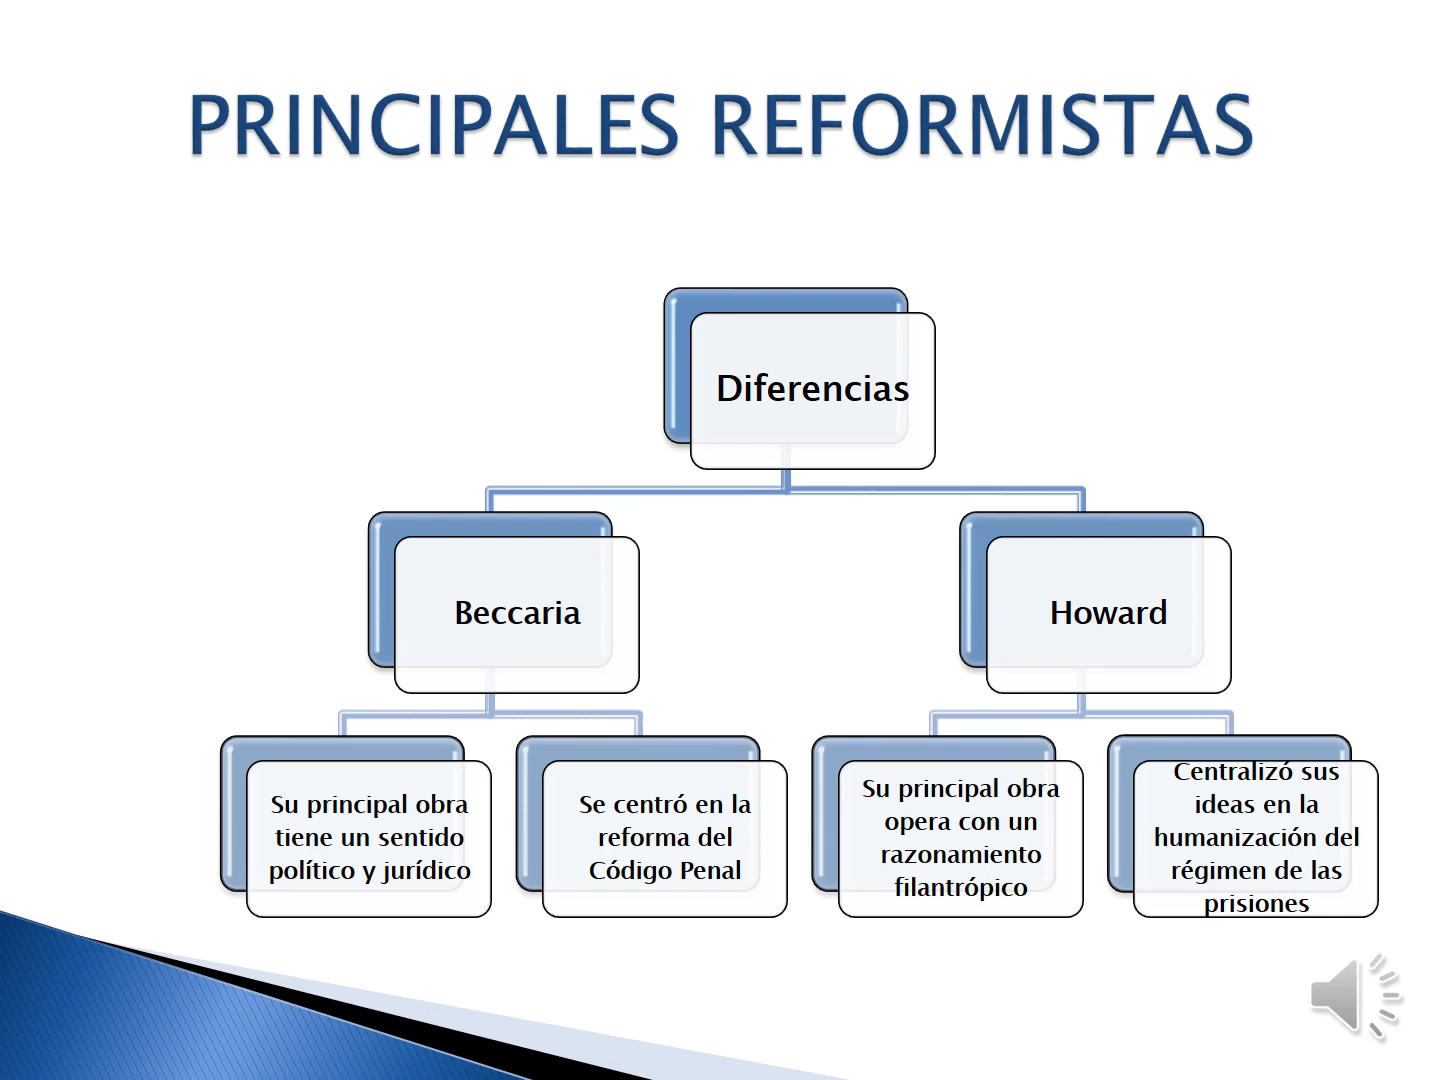 PRINCIPALES REFORMISTAS
Diferencias
Beccaria
Howard
Su principal obra
tiene un sentido
político y jurídico
Se centró en la
reforma del
Código Penal
Su principal obra
opera con un
razonamiento
filantrópico
Centralizó sus
ideas en la
humanización del
régimen de las
prisiones